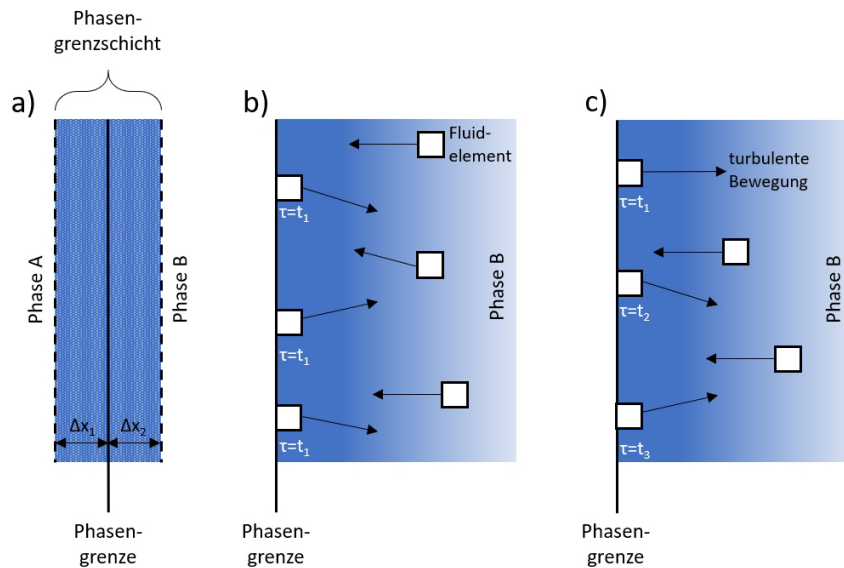 Phasen-
grenzschicht
a)
Phase A
Phase B
Δx₁
Δx₂
Phasen-
grenze
b)
Fluid-
element
τ=t₁
τ=t₁
τ=t₁
Phase B
Phasen-
grenze
c)
turbulente
Bewegung
τ=t₁
τ=t₂
τ=t₃
Phase B
Phasen-
grenze